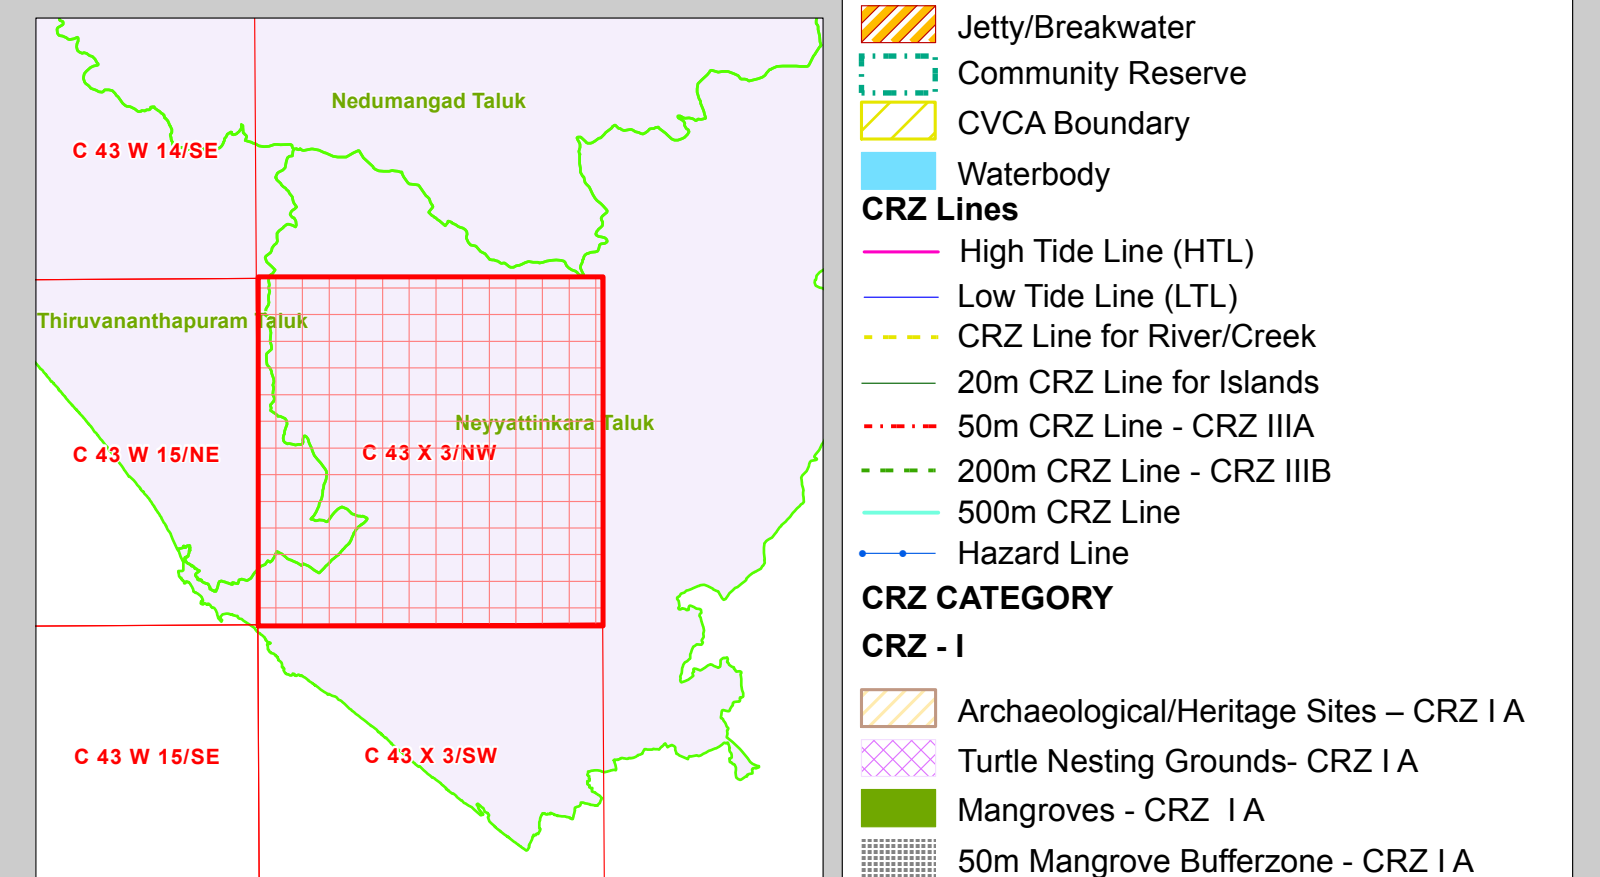 Nedumangad Taluk
C 43 W 14/SE
Thiruvananthapuram Taluk
Neyyattinkara Taluk
C 43 W 15/NE
C 43 X 3/NW
C 43 W 15/SE
C 43 X 3/SW
Jetty/Breakwater
Community Reserve
CVCA Boundary
Waterbody
CRZ Lines
High Tide Line (HTL)
Low Tide Line (LTL)
CRZ Line for River/Creek
20m CRZ Line for Islands
50m CRZ Line - CRZ IIIA
200m CRZ Line - CRZ IIIB
500m CRZ Line
Hazard Line
CRZ CATEGORY
CRZ - I
Archaeological/Heritage Sites – CRZ I A
Turtle Nesting Grounds- CRZ I A
Mangroves - CRZ  I A
50m Mangrove Bufferzone - CRZ I A